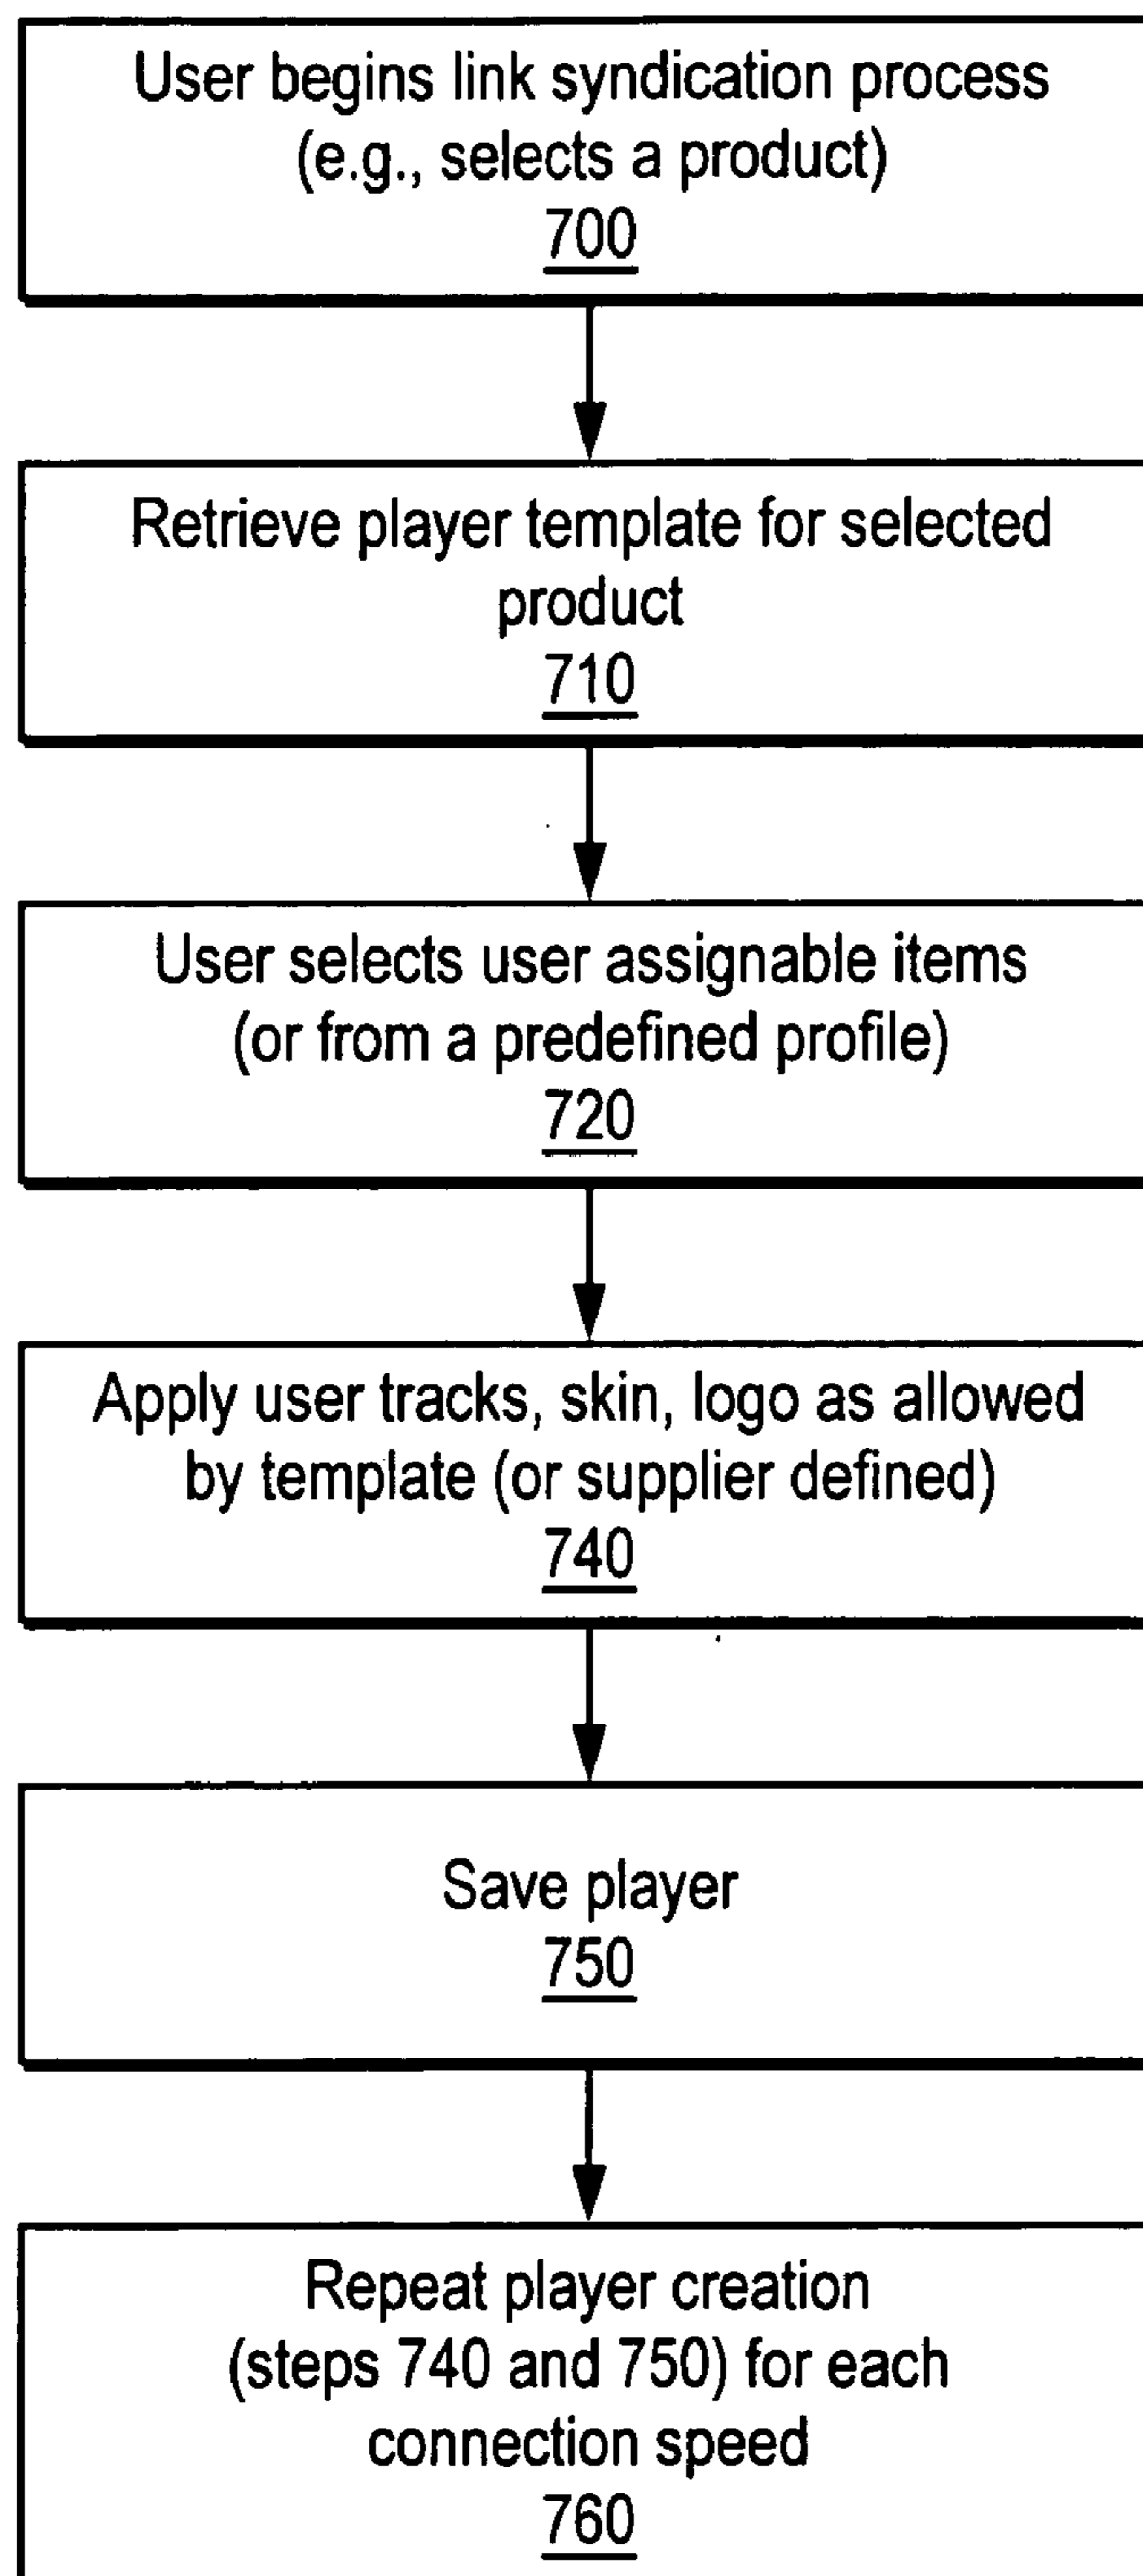 User begins link syndication process
(e.g., selects a product)
700
Retrieve player template for selected
product
710
User selects user assignable items
(or from a predefined profile)
720
Apply user tracks, skin, logo as allowed
by template (or supplier defined)
740
Save player
750
Repeat player creation
(steps 740 and 750) for each
connection speed
760